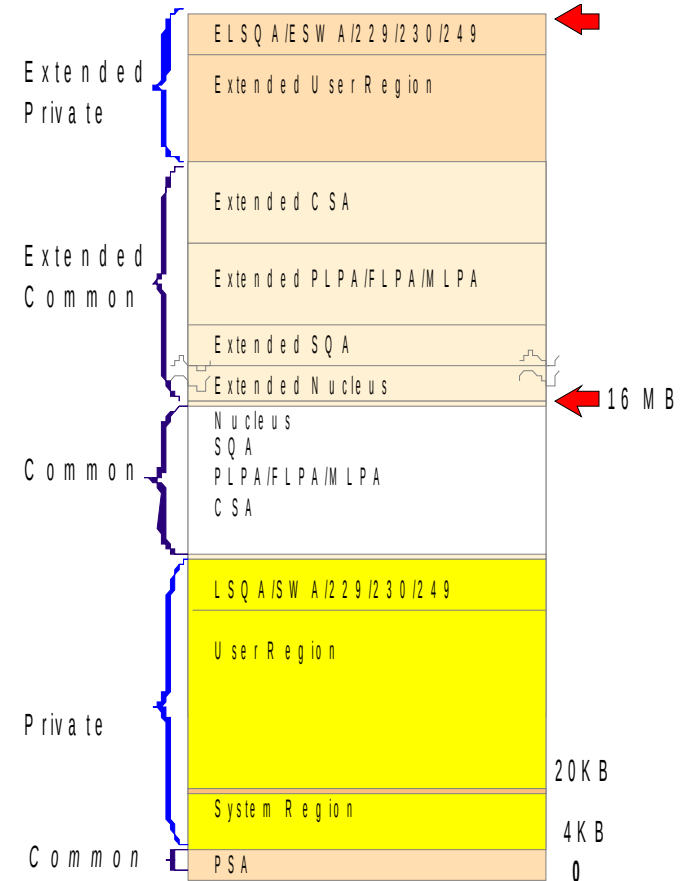 ELSQA/ESWA/229/230/249
Extended
Private
Extended User Region
Extended CSA
Extended
Common
Extended PLPA/FLPA/MLPA
Extended SQA
Extended Nucleus
16 MB
Nucleus
SQA
PLPA/FLPA/MLPA
CSA
Common
LSQA/SWA/229/230/249
User Region
Private
20KB
System Region
4KB
Common
PSA
0